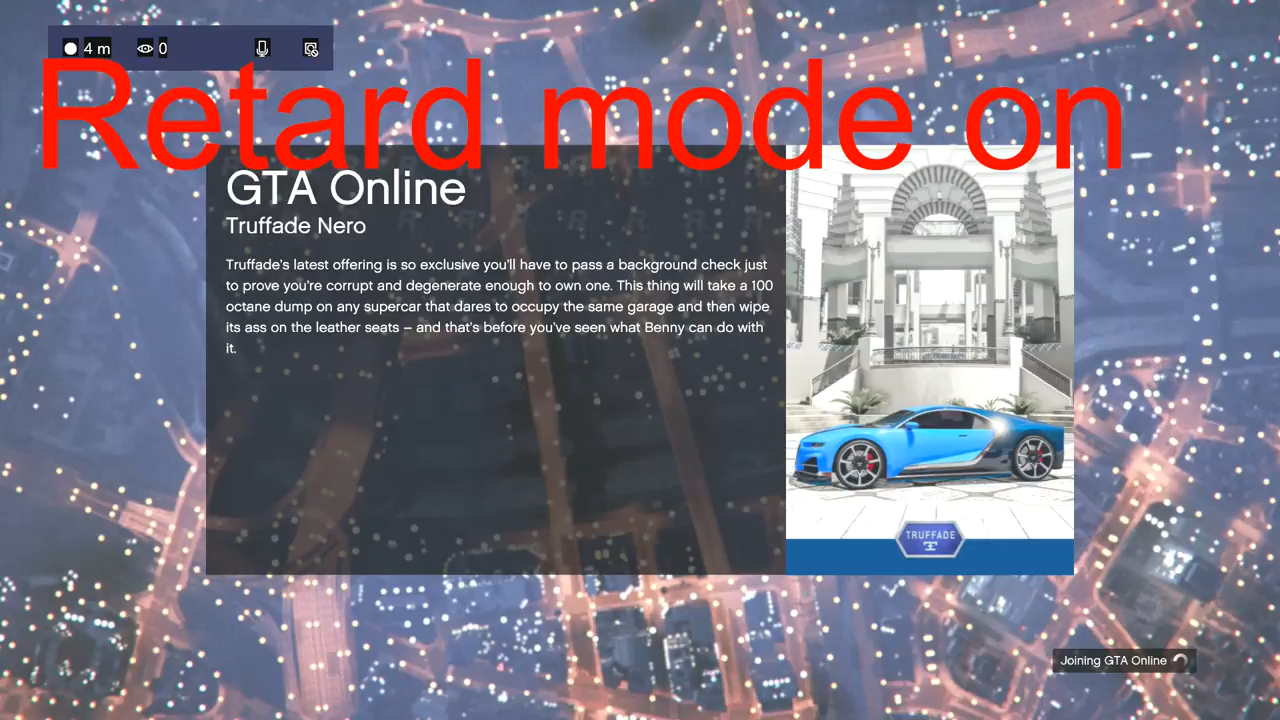 4 m 0
Retard mode on
GTA Online
Truffade Nero
Truffade's latest offering is so exclusive you'll have to pass a background check just
to prove you're corrupt and degenerate enough to own one. This thing will take a 100
octane dump on any supercar that dares to occupy the same garage and then wipe
its ass on the leather seats – and that's before you've seen what Benny can do with
it.
TRUFFADE
Joining GTA Online